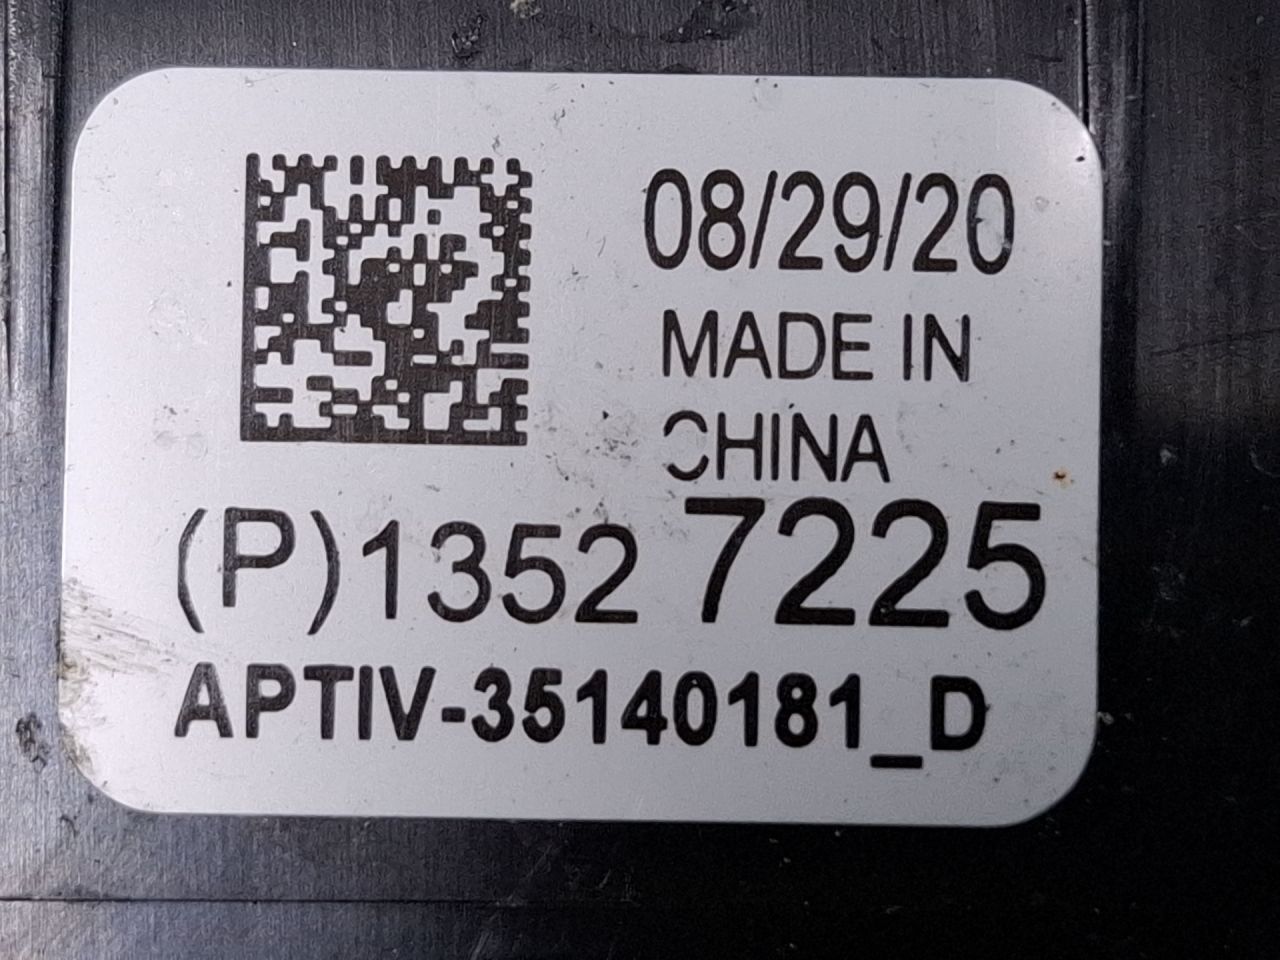 08/29/20
MADE IN
CHINA
(P)1352 7225
APTIV-35140181_D